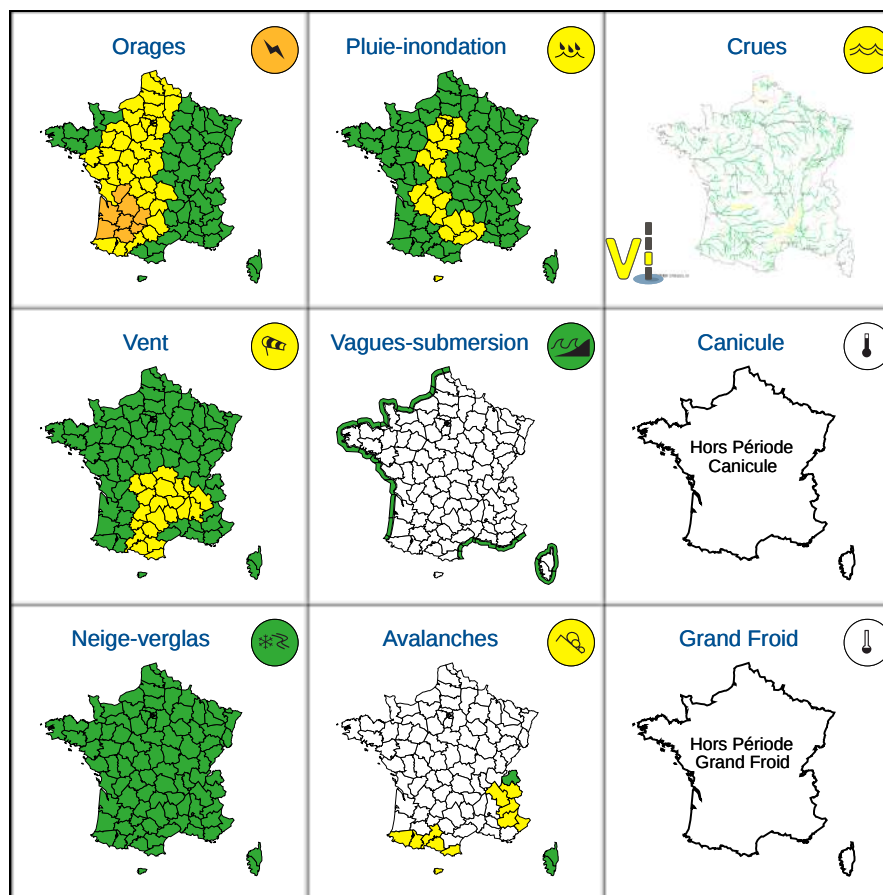 Orages
Pluie-inondation
Crues
Vi
Vent
Vagues-submersion
Canicule
Hors Période
Canicule
Neige-verglas
Avalanches
Grand Froid
Hors Période
Grand Froid